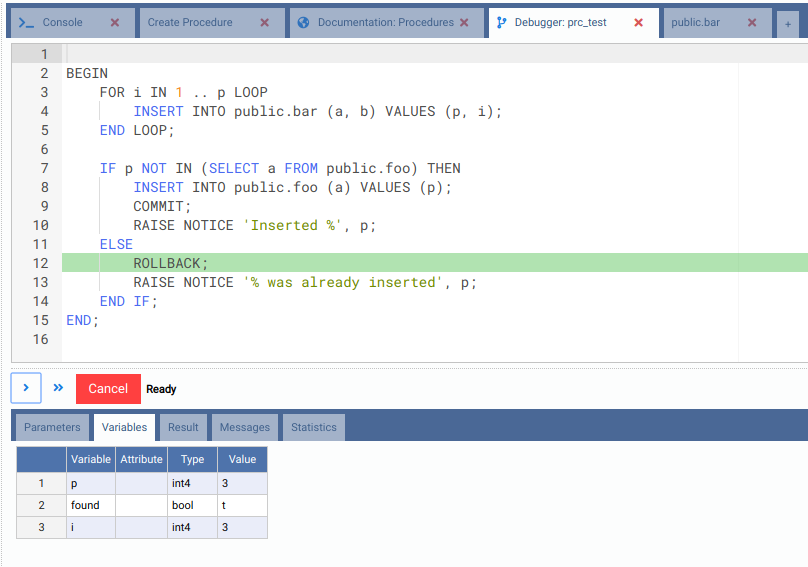 Console Create Procedure Documentation: Procedures Debugger: prc_test public.bar +
1
2 BEGIN
3 FOR i IN 1 .. p LOOP
4 INSERT INTO public.bar (a, b) VALUES (p, i);
5 END LOOP;
6
7 IF p NOT IN (SELECT a FROM public.foo) THEN
8 INSERT INTO public.foo (a) VALUES (p);
9 COMMIT;
10 RAISE NOTICE 'Inserted %', p;
11 ELSE
12 ROLLBACK;
13 RAISE NOTICE '% was already inserted', p;
14 END IF;
15 END;
16
Cancel Ready
Parameters Variables Result Messages Statistics
Variable Attribute Type Value
1 p int4 3
2 found bool t
3 i int4 3